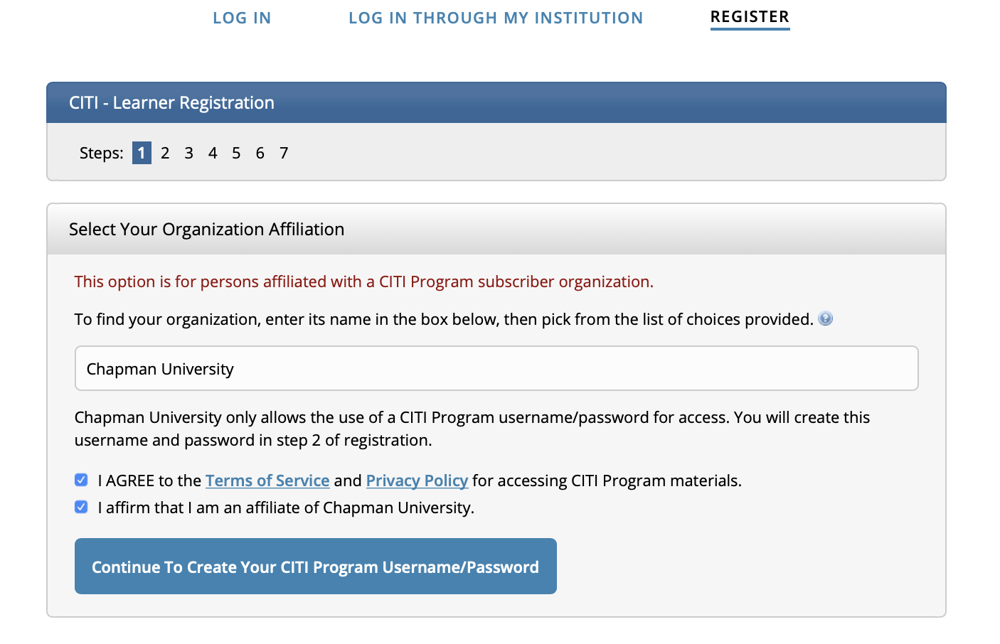 LOG IN
LOG IN THROUGH MY INSTITUTION
REGISTER
CITI - Learner Registration
Steps: 1 2 3 4 5 6 7
Select Your Organization Affiliation
This option is for persons affiliated with a CITI Program subscriber organization.
To find your organization, enter its name in the box below, then pick from the list of choices provided. ?
Chapman University
Chapman University only allows the use of a CITI Program username/password for access. You will create this
username and password in step 2 of registration.
I AGREE to the Terms of Service and Privacy Policy for accessing CITI Program materials.
I affirm that I am an affiliate of Chapman University.
Continue To Create Your CITI Program Username/Password